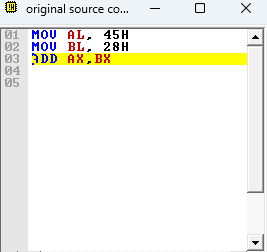 original source co...
01 MOV AL, 45H
02 MOV BL, 28H
03 ADD AX,BX
04
05